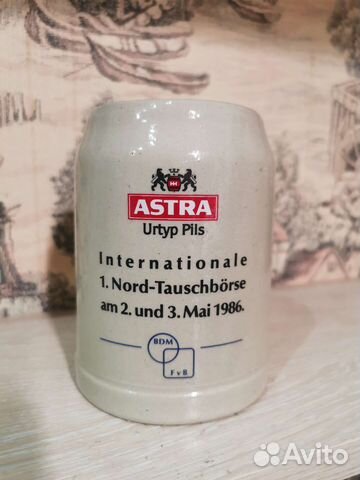 ASTRA
Urtyp Pils
Internationale
1. Nord-Tauschbörse
am 2. und 3. Mai 1986.
BDM
FvB
Avito